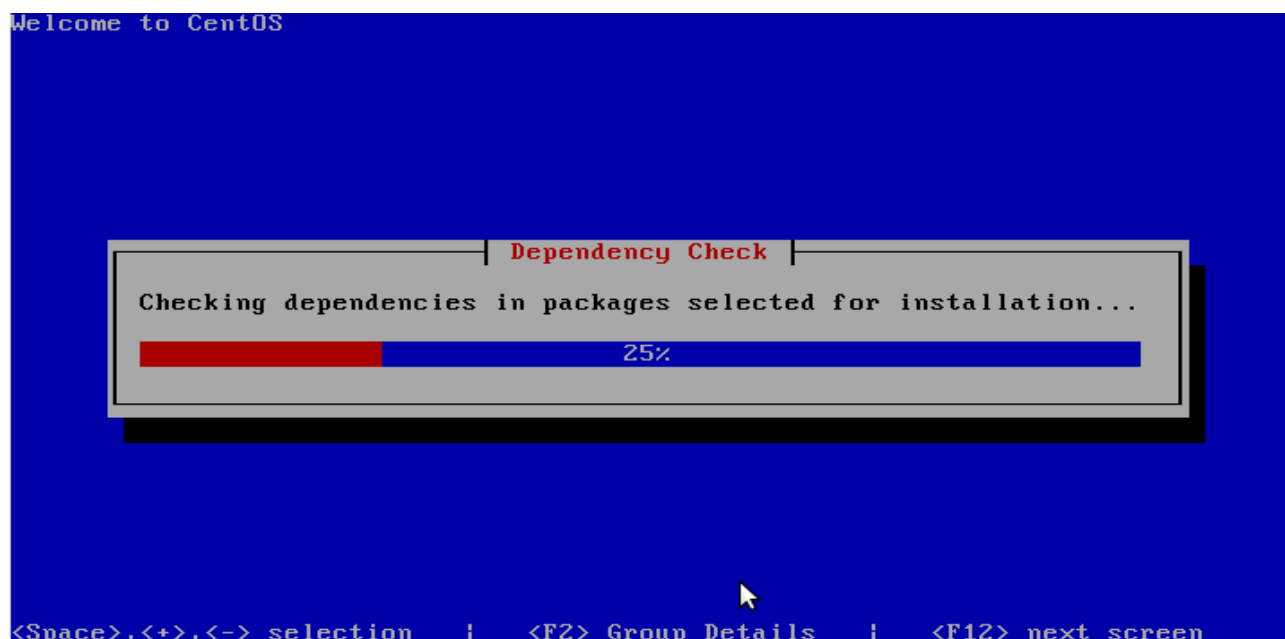 Welcome to CentOS
Dependency Check
Checking dependencies in packages selected for installation...
25%
<Space>,<+>,<-> selection   ¦   <F2> Group Details   ¦   <F12> next screen